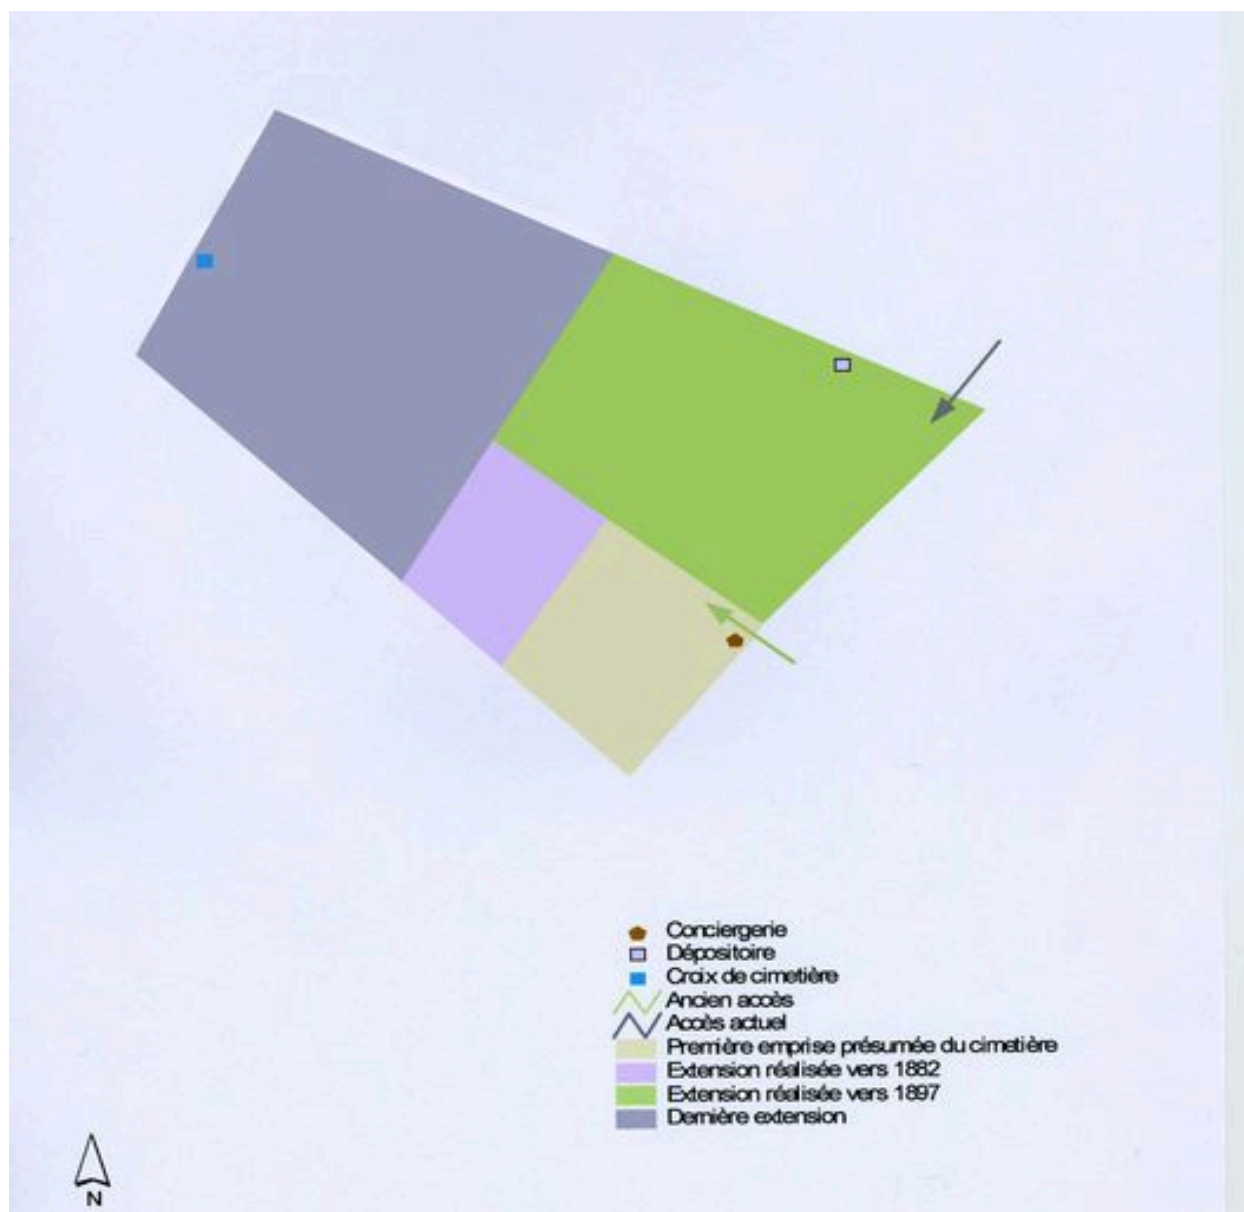 Conciergerie
Dépositoire
Croix de cimetière
Ancien accès
Accès actuel
Première emprise présumée du cimetière
Extension réalisée vers 1882
Extension réalisée vers 1897
Dernière extension
N